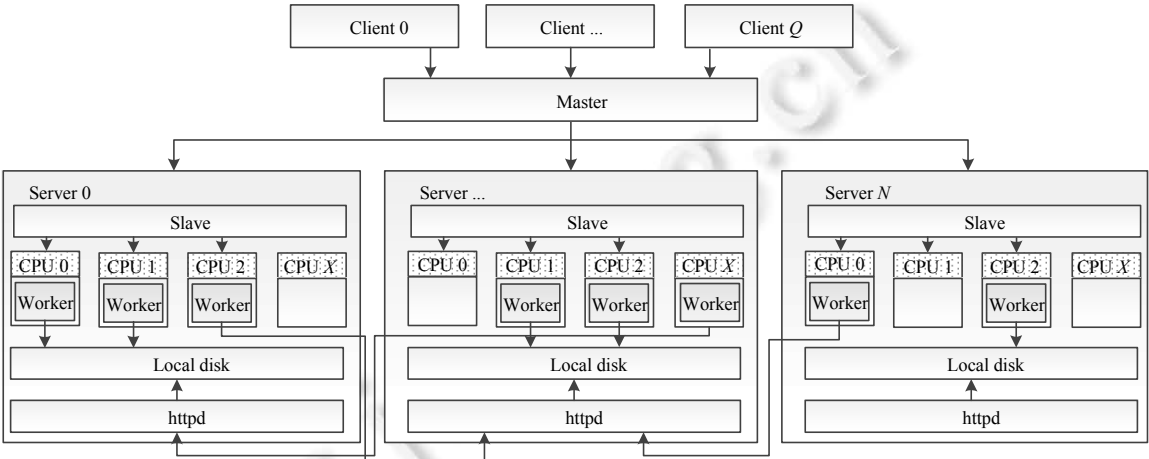 Client 0
Client ...
Client Q
Master
Server 0
Server ...
Server N
Slave
Slave
Slave
CPU 0
CPU 1
CPU 2
CPU X
CPU 0
CPU 1
CPU 2
CPU X
CPU 0
CPU 1
CPU 2
CPU X
Worker
Worker
Worker
Worker
Worker
Worker
Worker
Worker
Local disk
Local disk
Local disk
httpd
httpd
httpd